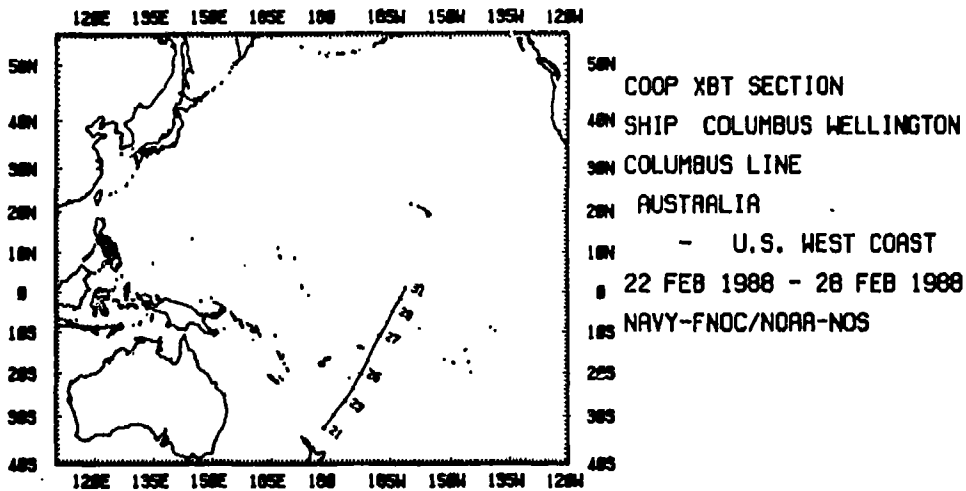 120E 135E 150E 165E 180 165W 150W 135W 120W
50N 50N
COOP XBT SECTION
40N 40N SHIP COLUMBUS WELLINGTON
30N 30N COLUMBUS LINE
20N 20N AUSTRALIA
10N 10N - U.S. WEST COAST
0 0 22 FEB 1988 - 28 FEB 1988
10S 10S NAVY-FNOC/NOAA-NOS
20S 20S
30S 30S
40S 40S
27
21
120E 135E 150E 165E 180 165W 150W 135W 120W